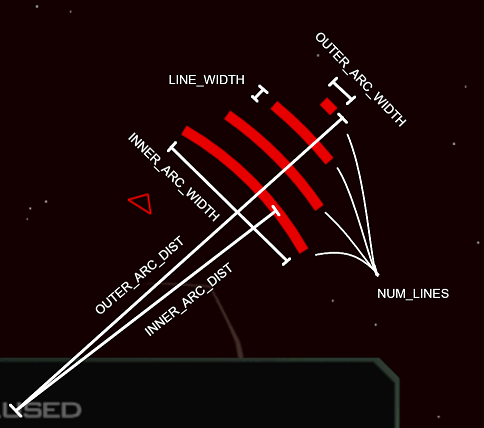 OUTER_ARC_WIDTH
LINE_WIDTH
INNER_ARC_WIDTH
OUTER_ARC_DIST
INNER_ARC_DIST
NUM_LINES